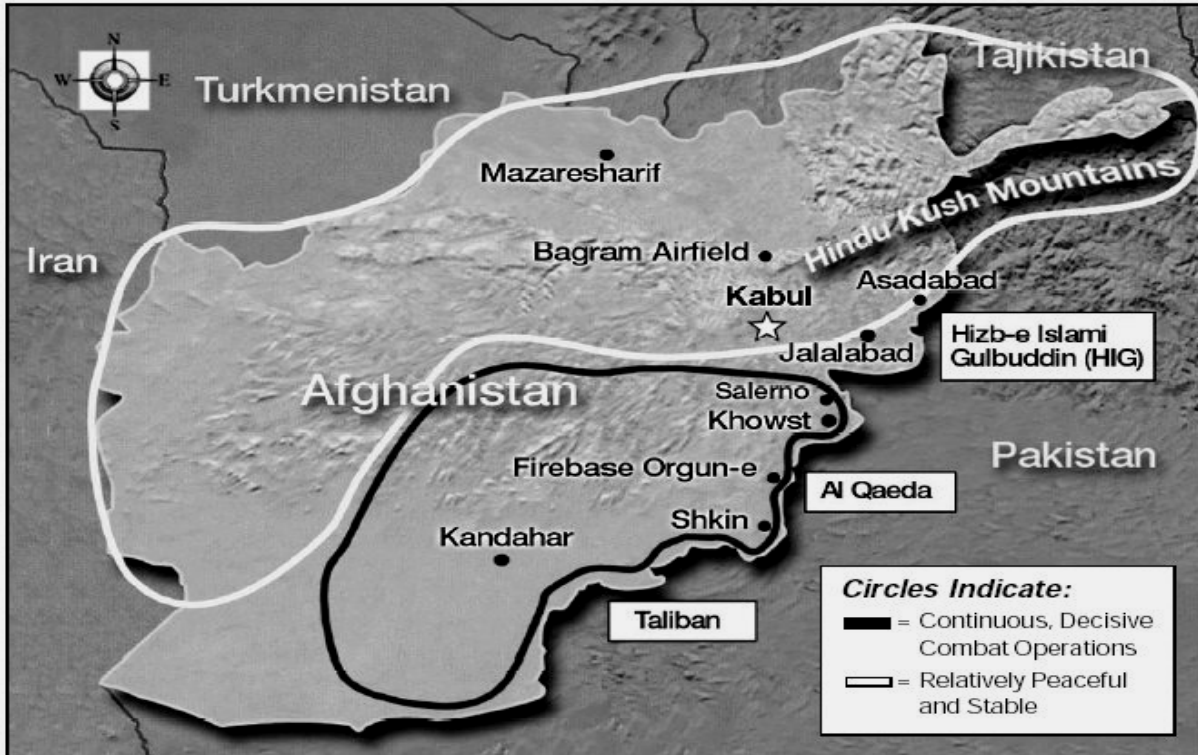 N
W E
S
Turkmenistan
Tajikistan
Mazaresharif
Hindu Kush Mountains
Iran
Bagram Airfield
Kabul
Asadabad
Jalalabad
Hizb-e Islami
Gulbuddin (HIG)
Afghanistan
Salerno
Khowst
Pakistan
Firebase Orgun-e
Al Qaeda
Shkin
Kandahar
Taliban
Circles Indicate:
= Continuous, Decisive
Combat Operations
= Relatively Peaceful
and Stable